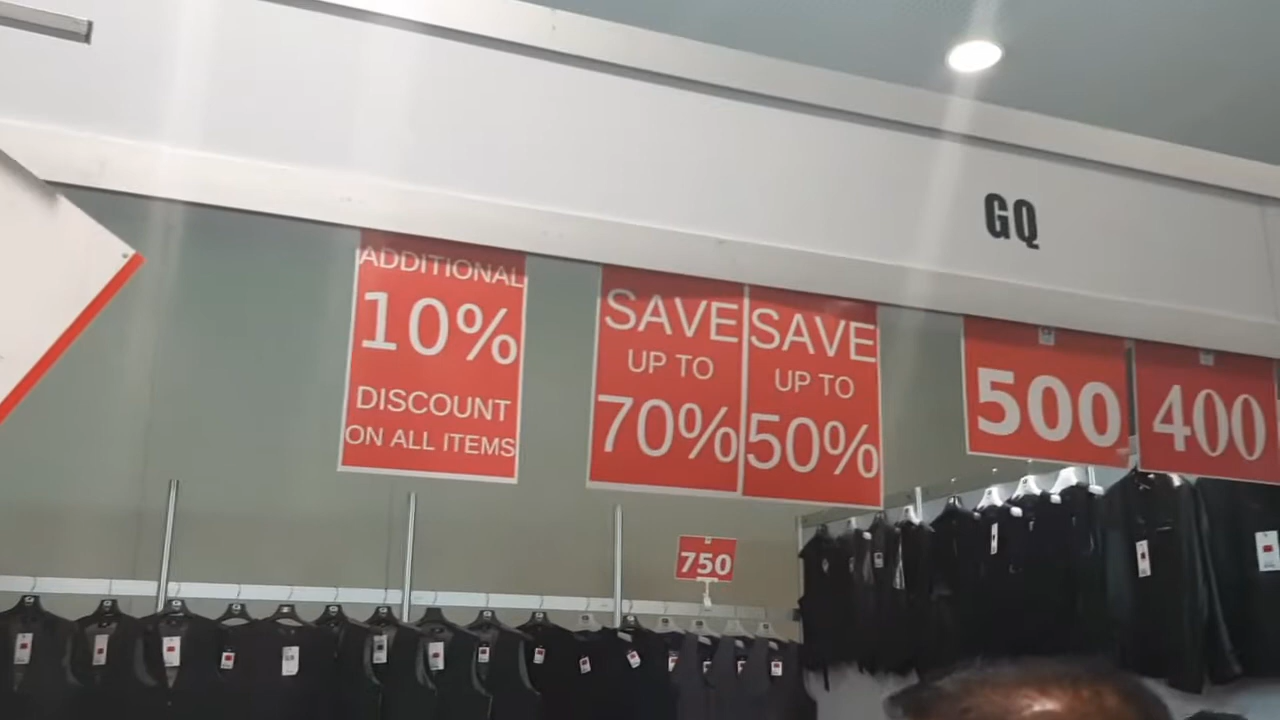 GQ
ADDITIONAL
10%
DISCOUNT
ON ALL ITEMS
SAVE
UP TO
70%
SAVE
UP TO
50%
500
400
750